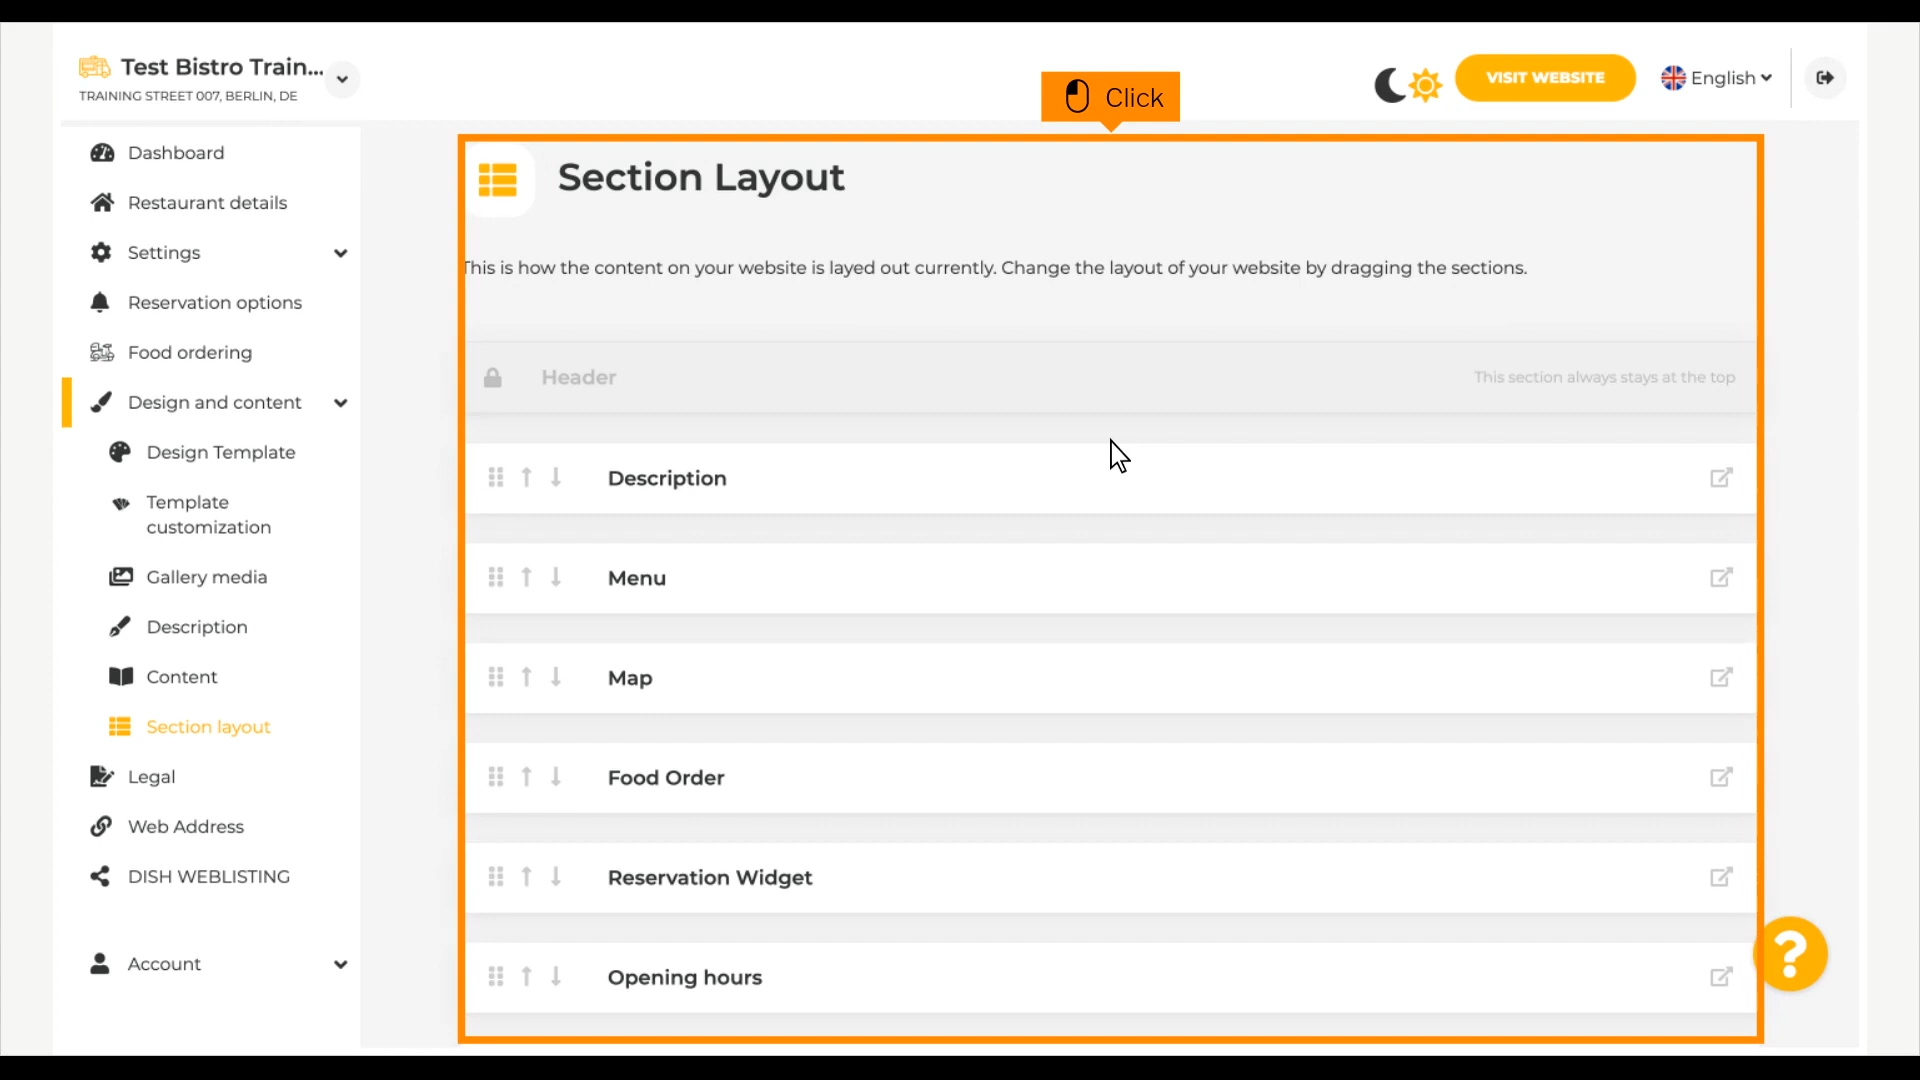 Test Bistro Train...
TRAINING STREET 007, BERLIN, DE
Click
VISIT WEBSITE
English
Dashboard
Restaurant details
Settings
Reservation options
Food ordering
Design and content
Design Template
Template
customization
Gallery media
Description
Content
Section layout
Legal
Web Address
DISH WEBLISTING
Account
Section Layout
This is how the content on your website is layed out currently. Change the layout of your website by dragging the sections.
Header
This section always stays at the top
Description
Menu
Map
Food Order
Reservation Widget
Opening hours
?